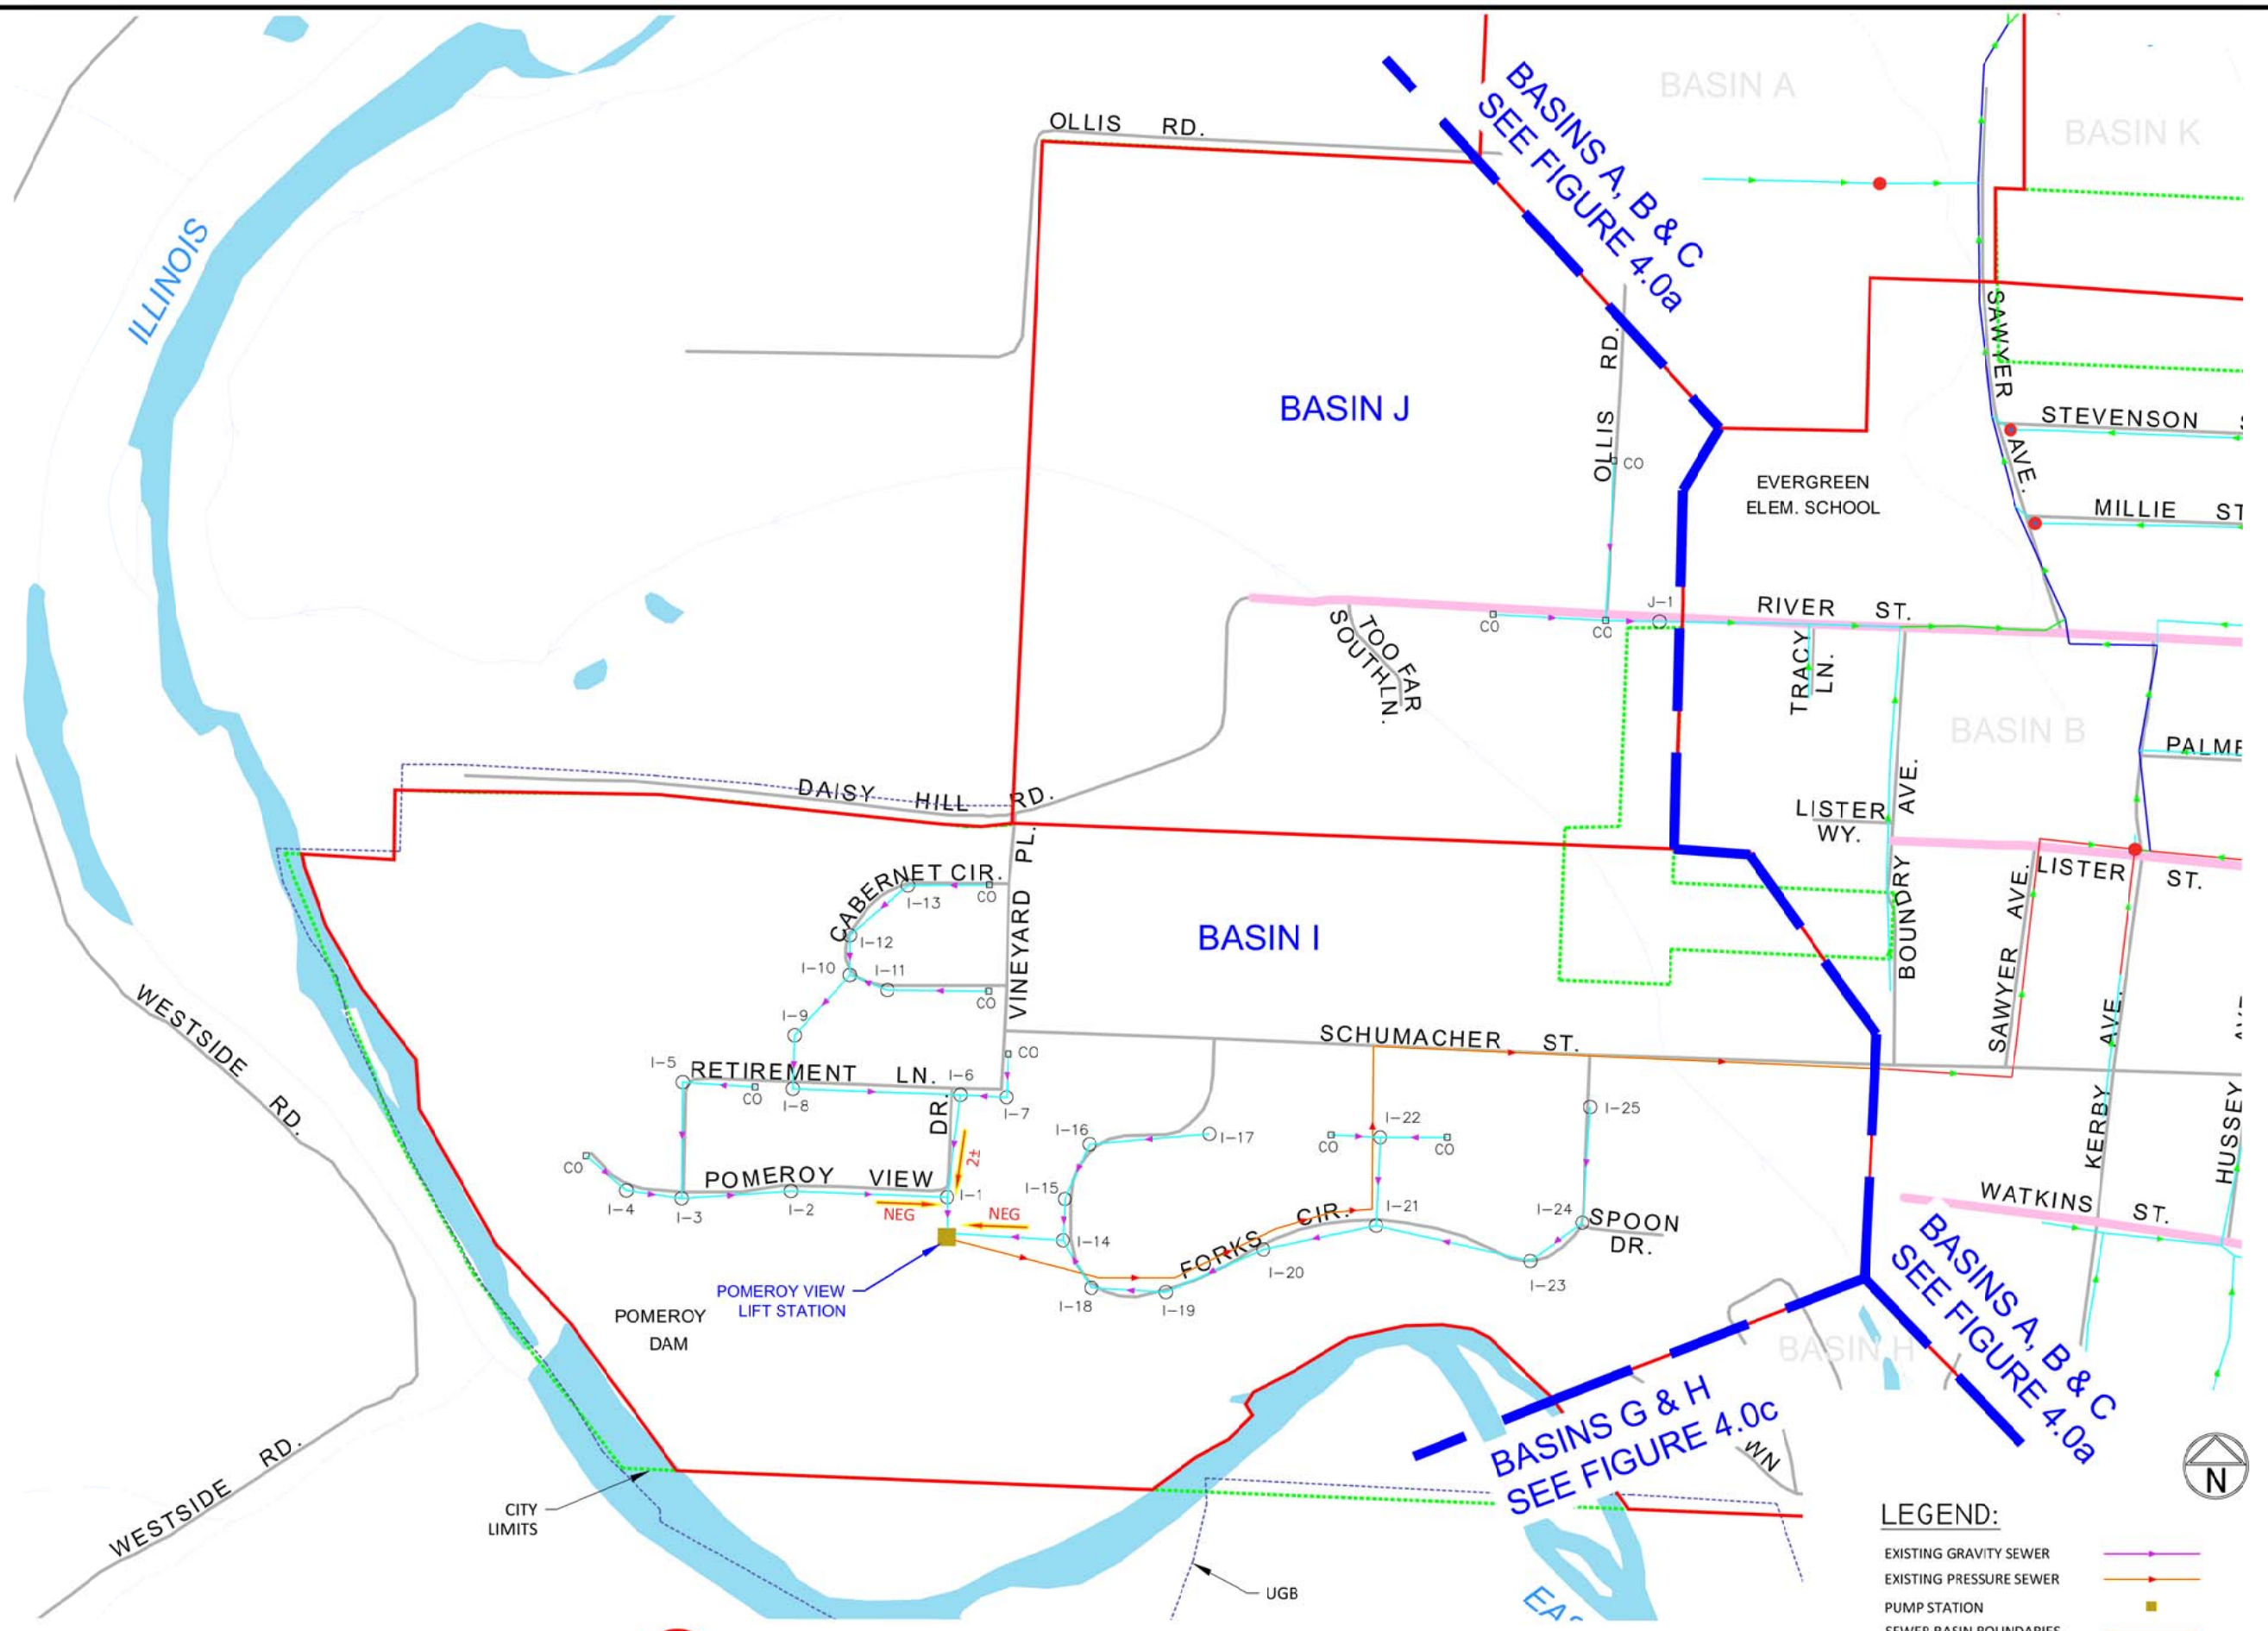 BASIN A
BASIN K
OLLIS RD.
BASINS A, B & C
SEE FIGURE 4.0a
ILLINOIS
SAWYER AVE.
OLLIS RD.
BASIN J
STEVENSON
CO
EVERGREEN
ELEM. SCHOOL
MILLIE ST
J-1
RIVER ST.
CO
CO
TOO FAR
SOUTH LN.
TRACY
LN.
BASIN B
PALME
DAISY HILL RD.
LISTER
WY.
BOUNDRY AVE.
LISTER ST.
VINEYARD PL.
CABERNET CIR.
CO
I-13
I-12
I-10
I-11
CO
BASIN I
SAWYER AVE.
WESTSIDE RD.
I-9
SCHUMACHER ST.
KERBY AVE.
HUSSEY
I-5
RETIREMENT LN.
CO
I-6
CO
I-8
I-7
DR.
2±
I-25
I-22
CO
CO
I-16
I-17
CO
POMEROY VIEW
I-4
I-3
I-2
I-1
NEG
NEG
I-15
I-14
FORKS CIR.
I-21
I-24
SPOON
DR.
WATKINS ST.
I-20
I-23
I-18
I-19
POMEROY VIEW
LIFT STATION
POMEROY
DAM
BASIN H
BASINS A, B & C
SEE FIGURE 4.0a
BASINS G & H
SEE FIGURE 4.0c
WN
WESTSIDE RD.
CITY
LIMITS
UGB
N
LEGEND:
EXISTING GRAVITY SEWER
EXISTING PRESSURE SEWER
PUMP STATION
SEWER BASIN BOUNDARIES